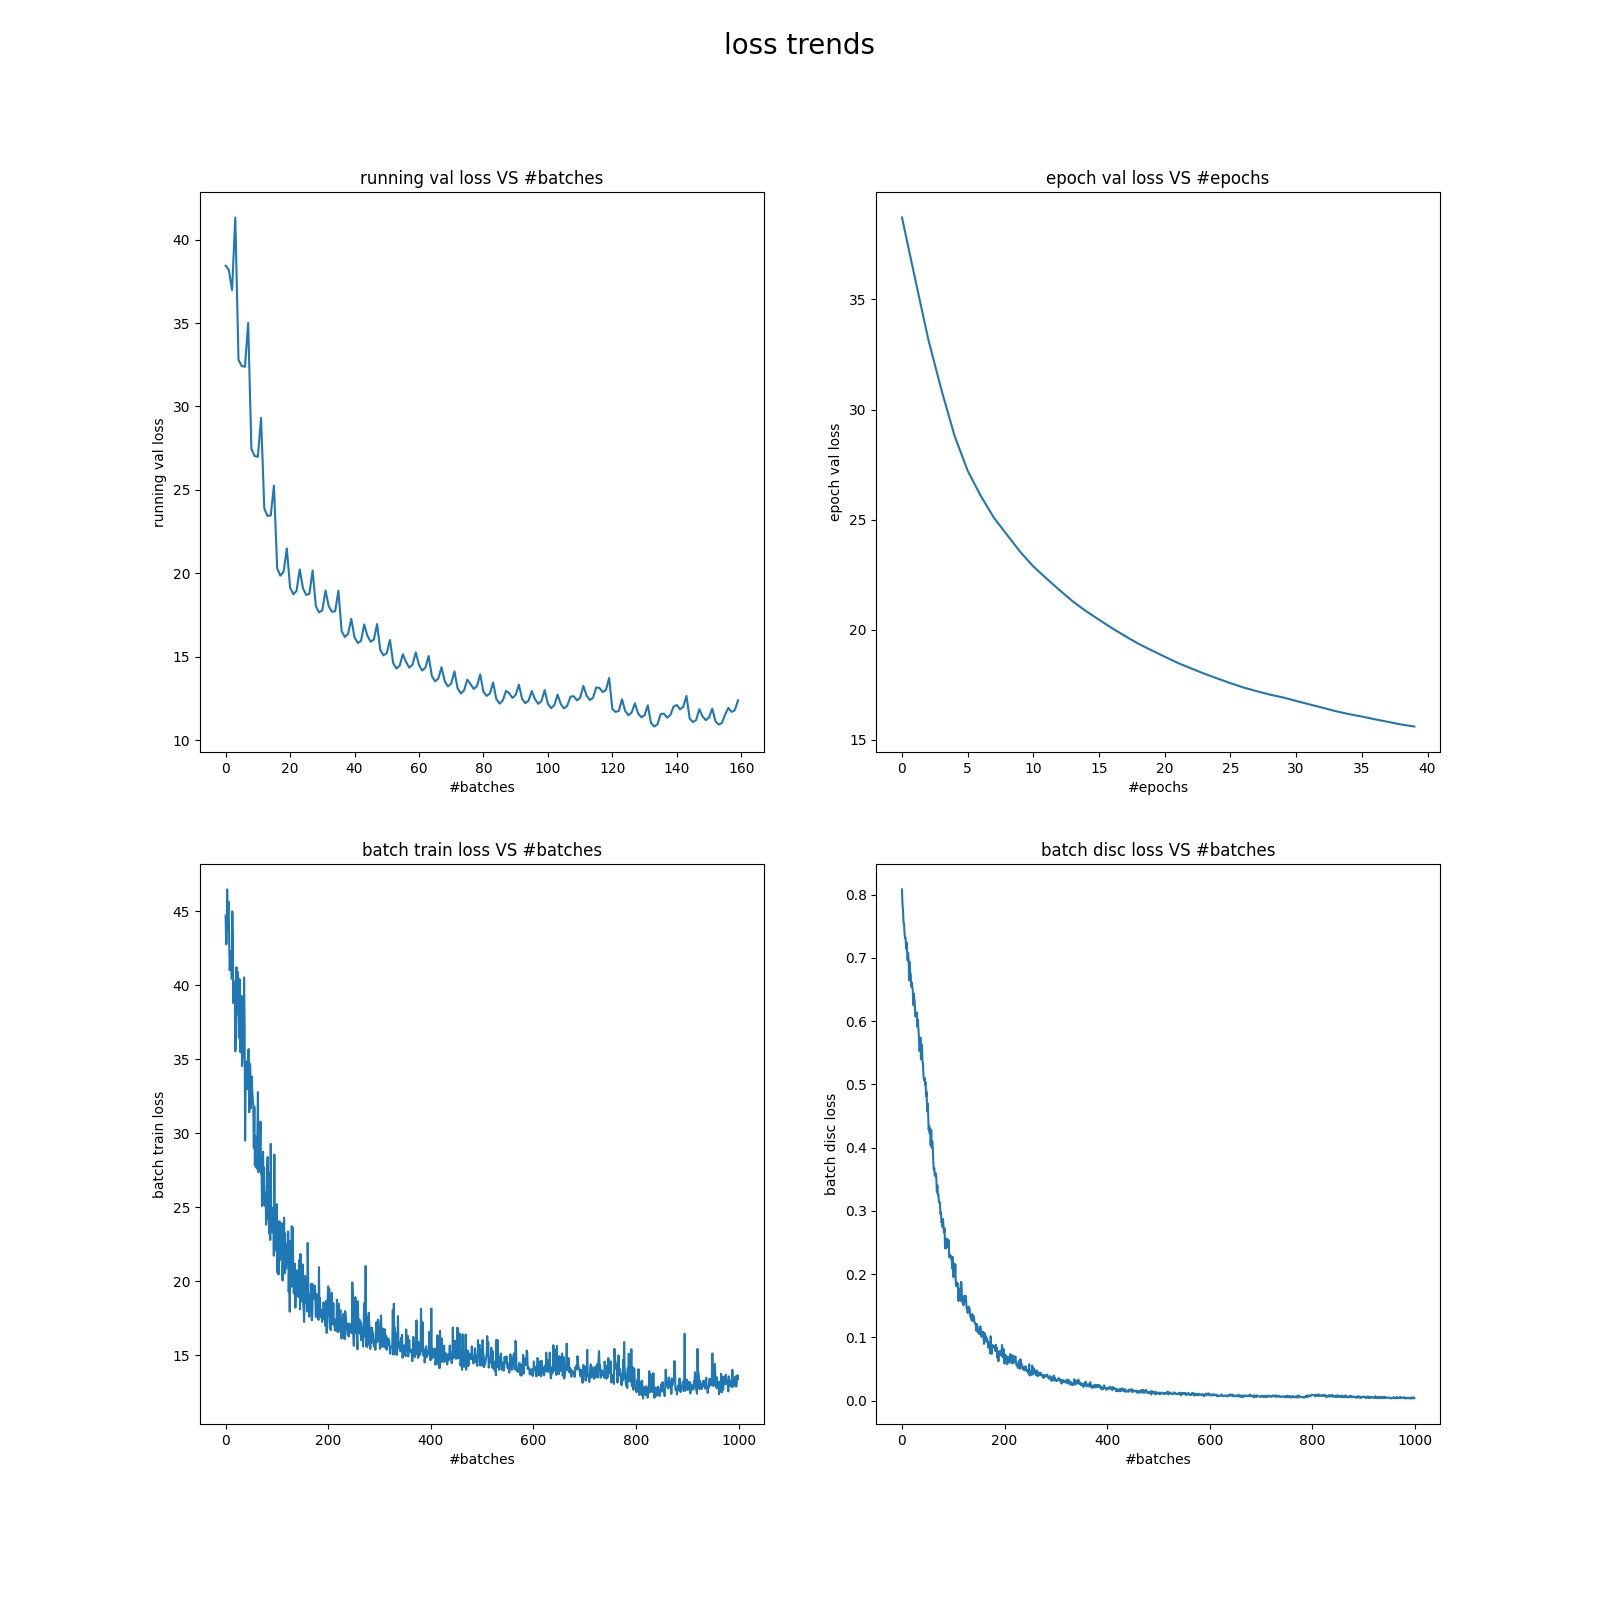 loss trends
running val loss VS #batches
epoch val loss VS #epochs
40
35
30
25
20
15
10
running val loss
0 20 40 60 80 100 120 140 160
#batches
35
30
25
20
15
epoch val loss
0 5 10 15 20 25 30 35 40
#epochs
batch train loss VS #batches
batch disc loss VS #batches
45
40
35
30
25
20
15
batch train loss
0 200 400 600 800 1000
#batches
0.8
0.7
0.6
0.5
0.4
0.3
0.2
0.1
0.0
batch disc loss
0 200 400 600 800 1000
#batches